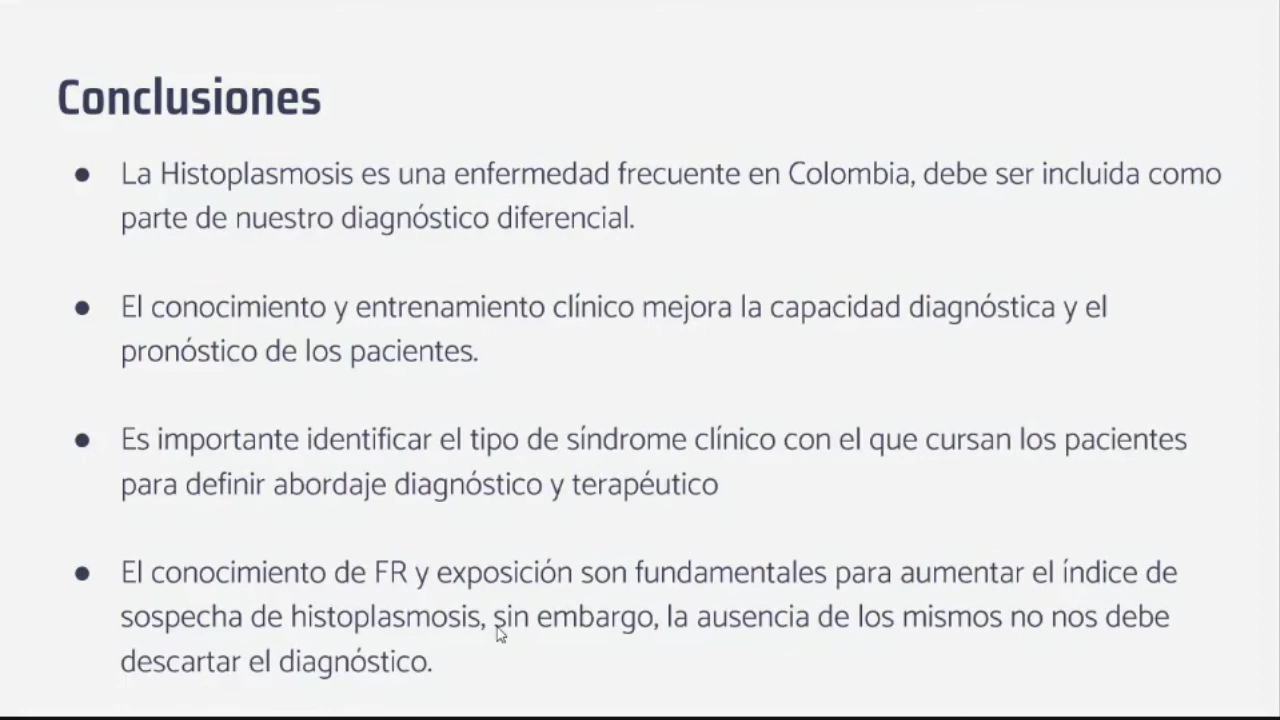 Conclusiones
● La Histoplasmosis es una enfermedad frecuente en Colombia, debe ser incluida como
parte de nuestro diagnóstico diferencial.
● El conocimiento y entrenamiento clínico mejora la capacidad diagnóstica y el
pronóstico de los pacientes.
● Es importante identificar el tipo de síndrome clínico con el que cursan los pacientes
para definir abordaje diagnóstico y terapéutico
● El conocimiento de FR y exposición son fundamentales para aumentar el índice de
sospecha de histoplasmosis, sin embargo, la ausencia de los mismos no nos debe
descartar el diagnóstico.